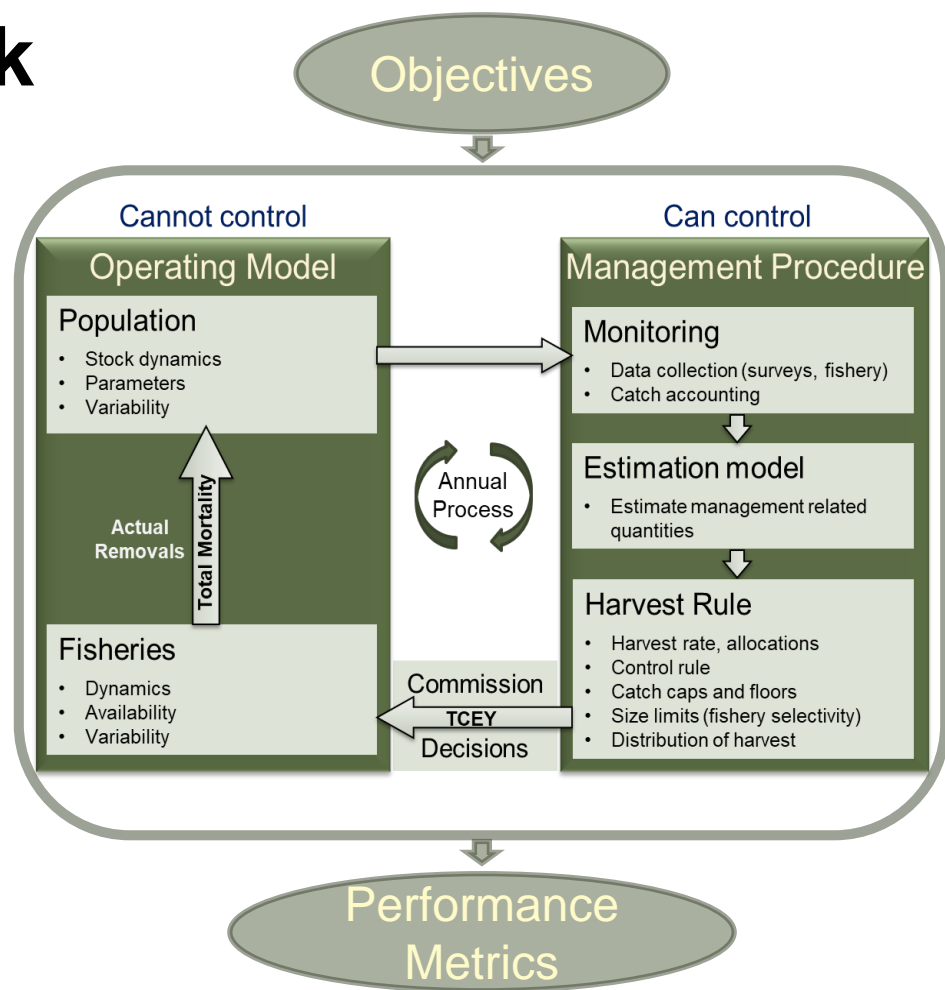 k
Objectives
Cannot control
Operating Model
Population
• Stock dynamics
• Parameters
• Variability
Actual
Removals
Total Mortality
Fisheries
• Dynamics
• Availability
• Variability
Annual
Process
Commission
TCEY
Decisions
Can control
Management Procedure
Monitoring
• Data collection (surveys, fishery)
• Catch accounting
Estimation model
• Estimate management related
quantities
Harvest Rule
• Harvest rate, allocations
• Control rule
• Catch caps and floors
• Size limits (fishery selectivity)
• Distribution of harvest
Performance
Metrics